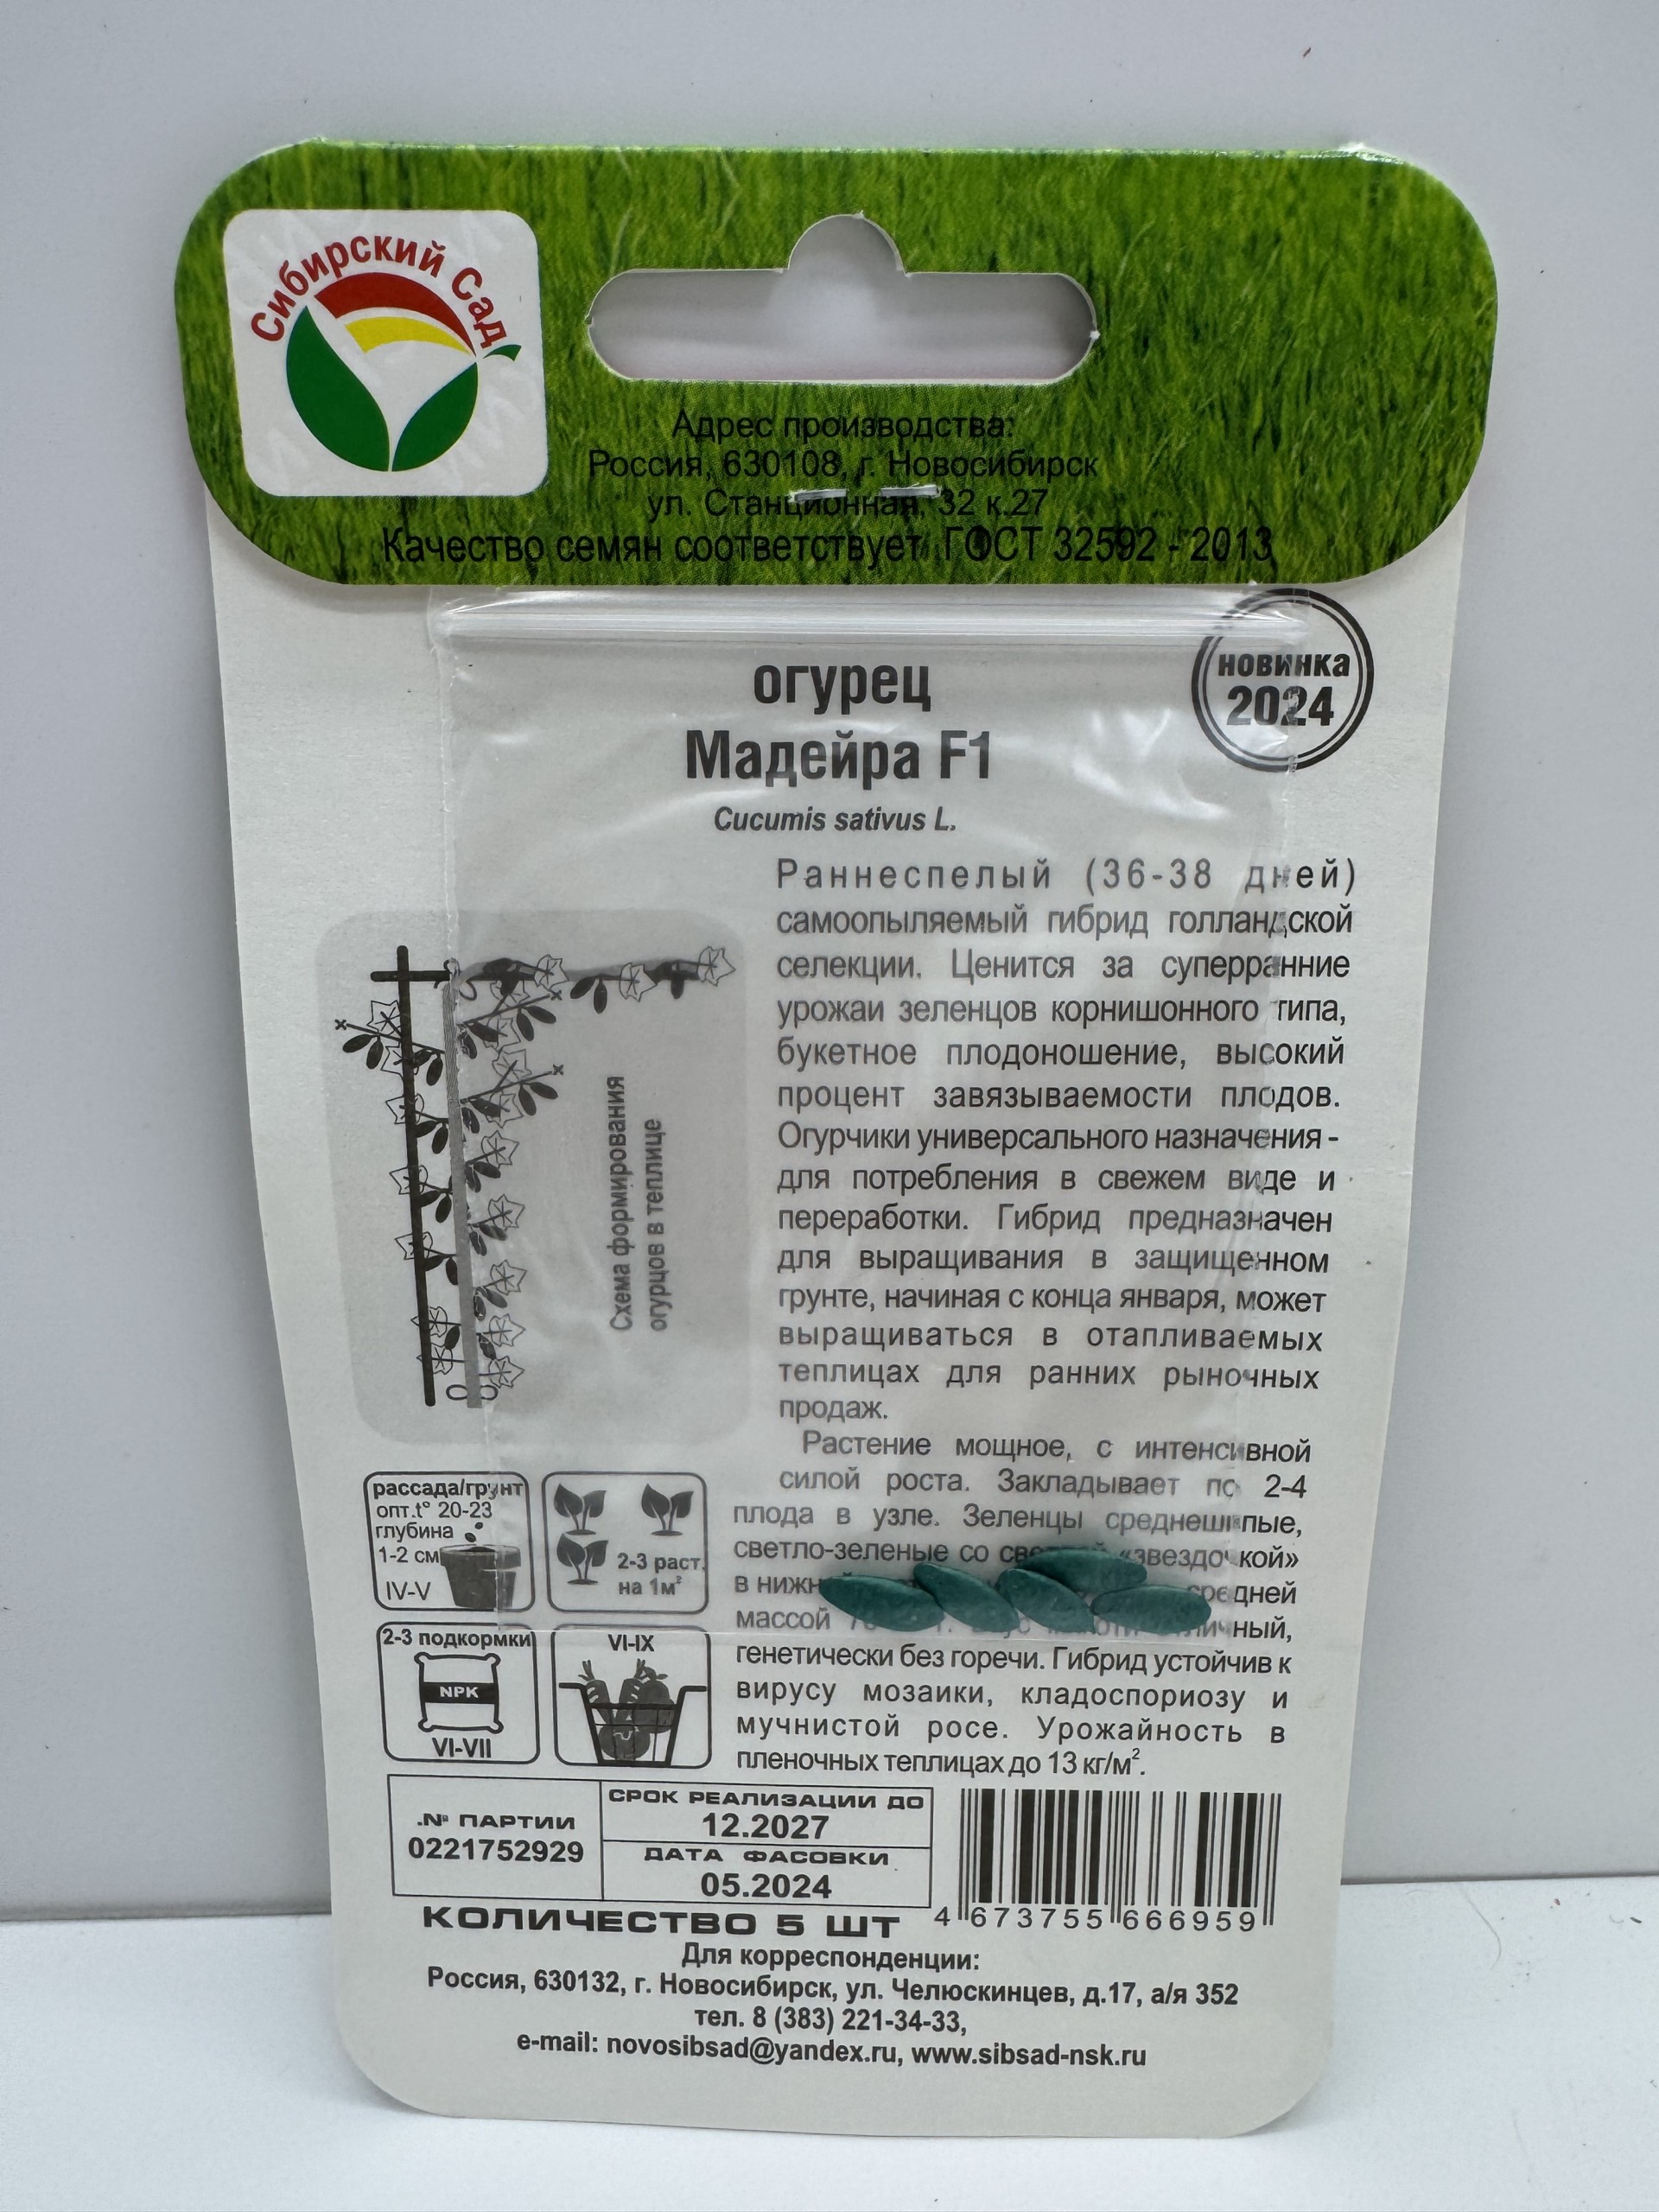 Сибирский Сад
Адрес производства:
Россия, 630108, г. Новосибирск
ул. Станционная, 32 к.27
Качество семян соответствует ГОСТ 32592 - 2013
новинка
2024
огурец
Мадейра F1
Cucumis sativus L.
Раннеспелый (36-38 дней)
самоопыляемый гибрид голландской
селекции. Ценится за суперранние
урожаи зеленцов корнишонного типа,
букетное плодоношение, высокий
процент завязываемости плодов.
Огурчики универсального назначения -
для потребления в свежем виде и
переработки. Гибрид предназначен
для выращивания в защищенном
грунте, начиная с конца января, может
выращиваться в отапливаемых
теплицах для ранних рыночных
продаж.
Растение мощное, с интенсивной
силой роста. Закладывает по 2-4
плода в узле. Зеленцы среднешипые,
светло-зеленые со «звездочкой»
в средней
массой г.
генетически без горечи. Гибрид устойчив к
вирусу мозаики, кладоспориозу и
мучнистой росе. Урожайность в
пленочных теплицах до 13 кг/м².
Схема формирования
огурцов в теплице
рассада/грунт
опт.t° 20-23
глубина
1-2 см
IV-V
2-3 раст.
на 1м²
2-3 подкормки
NPK
VI-VII
VI-IX
.№ ПАРТИИ
0221752929
СРОК РЕАЛИЗАЦИИ ДО
12.2027
ДАТА ФАСОВКИ
05.2024
4 673755 666959
КОЛИЧЕСТВО 5 ШТ
Для корреспонденции:
Россия, 630132, г. Новосибирск, ул. Челюскинцев, д.17, а/я 352
тел. 8 (383) 221-34-33,
e-mail: novosibsad@yandex.ru, www.sibsad-nsk.ru